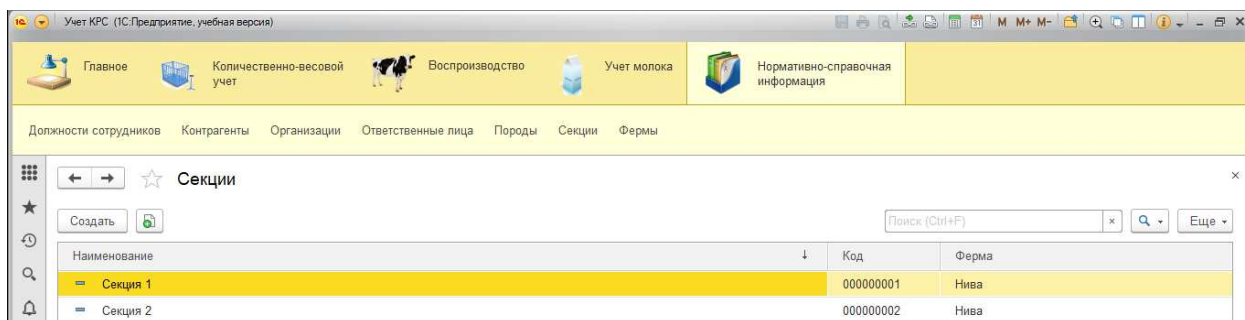 1С Учет КРС (1С:Предприятие, учебная версия) 31 M M+ M- i
Главное Количественно-весовой учет Воспроизводство Учет молока Нормативно-справочная информация
Должности сотрудников Контрагенты Организации Ответственные лица Породы Секции Фермы
Секции
Создать Поиск (Ctrl+F) Еще
Наименование Код Ферма
Секция 1 000000001 Нива
Секция 2 000000002 Нива